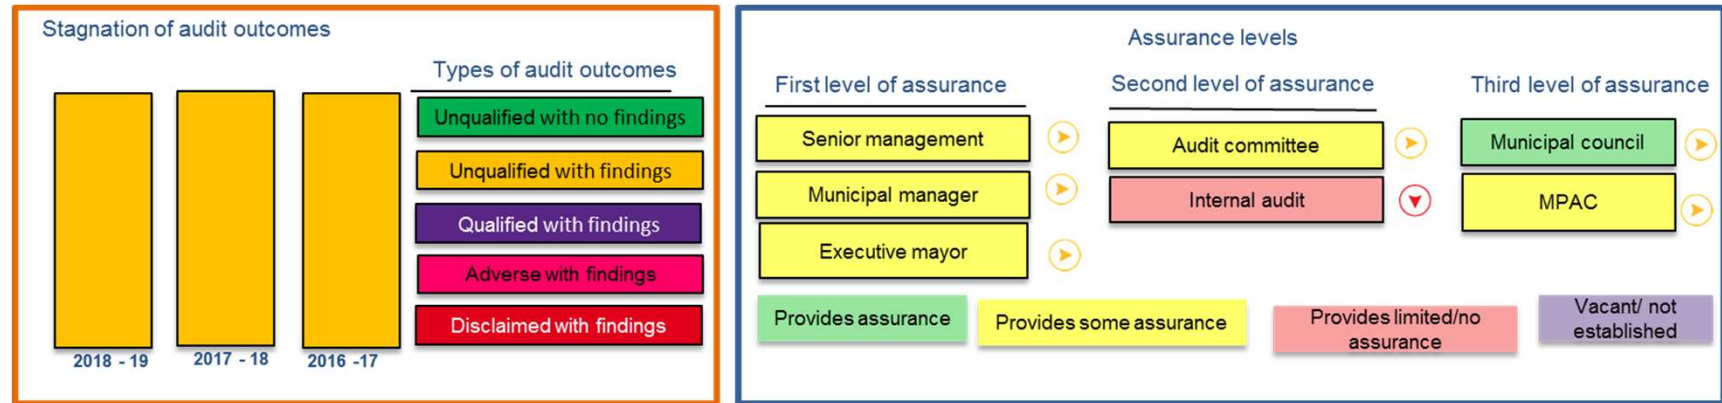 Stagnation of audit outcomes
Types of audit outcomes
Unqualified with no findings
Unqualified with findings
Qualified with findings
Adverse with findings
Disclaimed with findings
2018 - 19
2017 - 18
2016 -17
Assurance levels
First level of assurance
Senior management
Municipal manager
Executive mayor
Second level of assurance
Audit committee
Internal audit
Third level of assurance
Municipal council
MPAC
Provides assurance
Provides some assurance
Provides limited/no
assurance
Vacant/ not
established